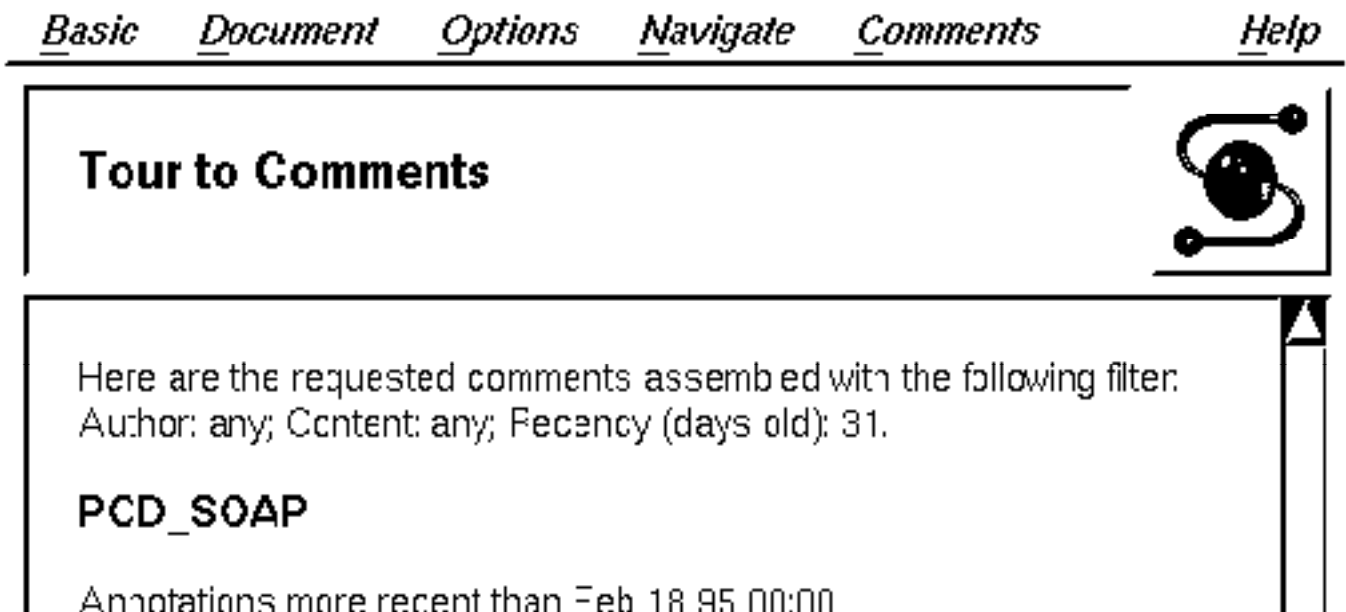 Basic Document Options Navigate Comments Help
Tour to Comments
Here are the requested comments assembled with the following filter:
Author: any; Content: any; Recency (days old): 31.
PCD_SOAP
Annotations more recent than Feb 18 95 00:00